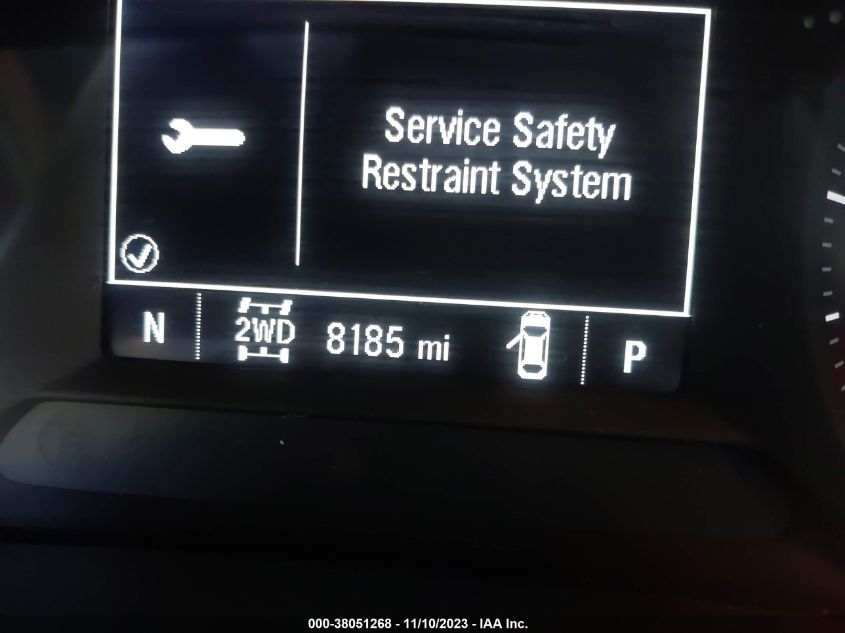 Service Safety
Restraint System
N 2WD 8185 mi P
000-38051268 - 11/10/2023 - IAA Inc.